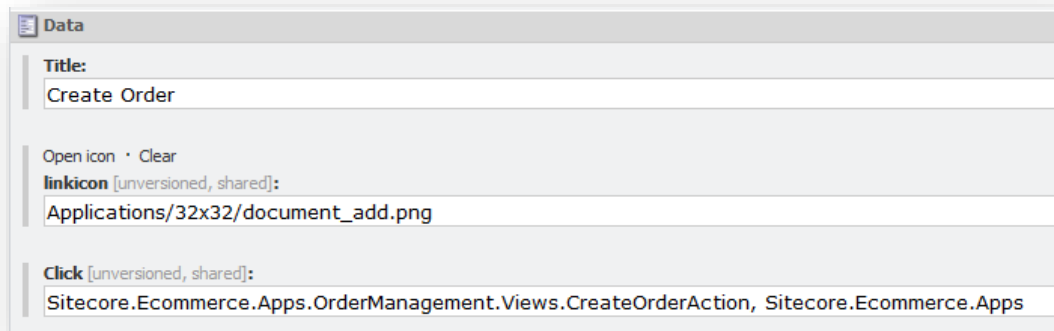 Data
Title:
Create Order
Open icon · Clear
linkicon [unversioned, shared]:
Applications/32x32/document_add.png
Click [unversioned, shared]:
Sitecore.Ecommerce.Apps.OrderManagement.Views.CreateOrderAction, Sitecore.Ecommerce.Apps